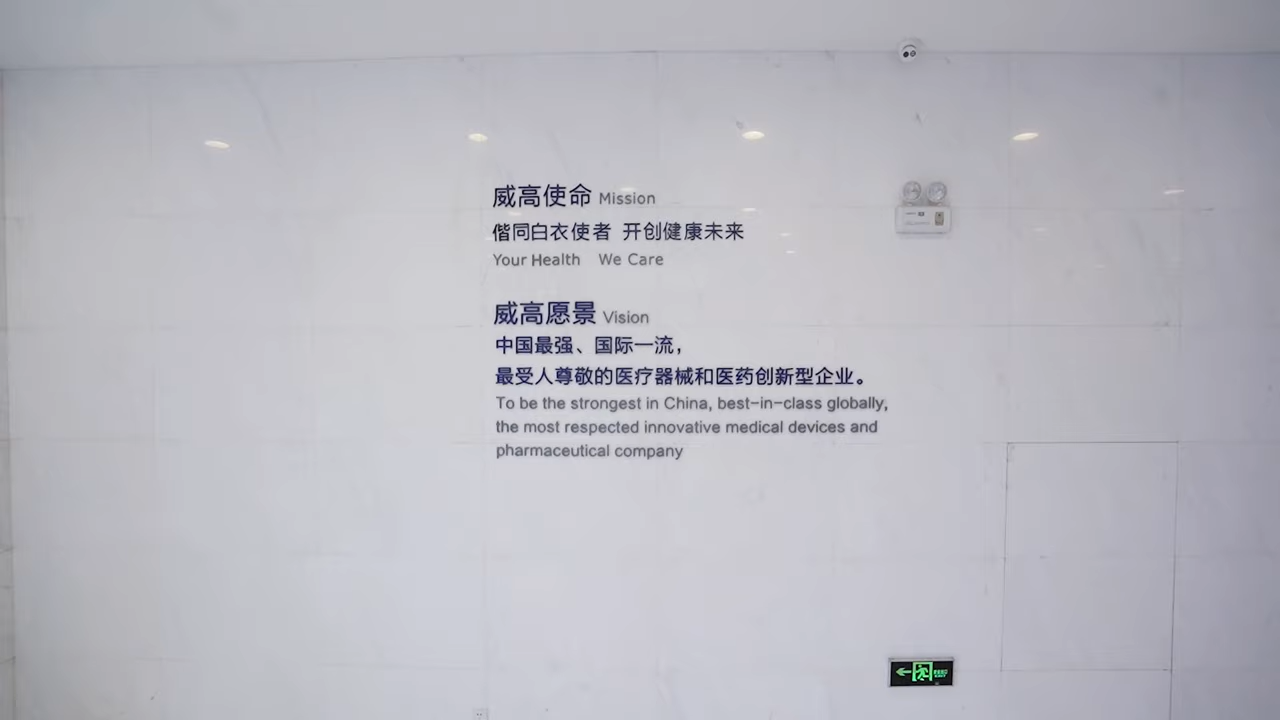 威高使命 Mission
偕同白衣使者 开创健康未来
Your Health We Care
威高愿景 Vision
中国最强、国际一流，
最受人尊敬的医疗器械和医药创新型企业。
To be the strongest in China, best-in-class globally,
the most respected innovative medical devices and
pharmaceutical company